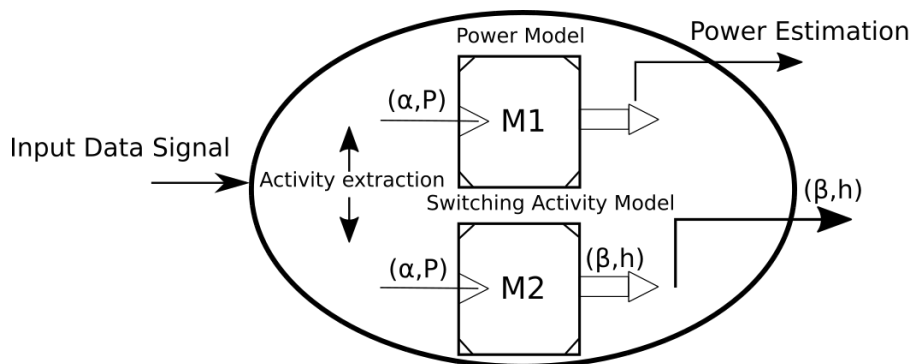 Power Model
Power Estimation
(α,P)
M1
Input Data Signal
Activity extraction
Switching Activity Model
(β,h)
(α,P)
(β,h)
M2